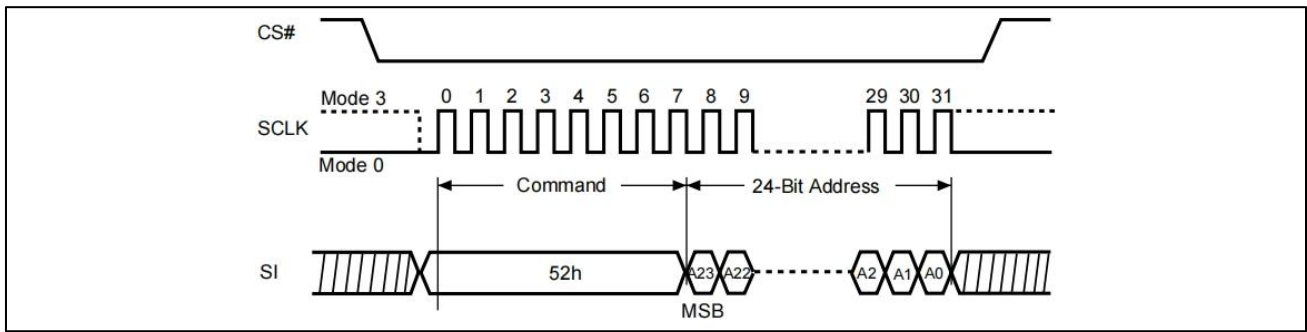 CS#
Mode 3 0 1 2 3 4 5 6 7 8 9 29 30 31
SCLK
Mode 0
Command 24-Bit Address
SI 52h A23 A22 A2 A1 A0
MSB